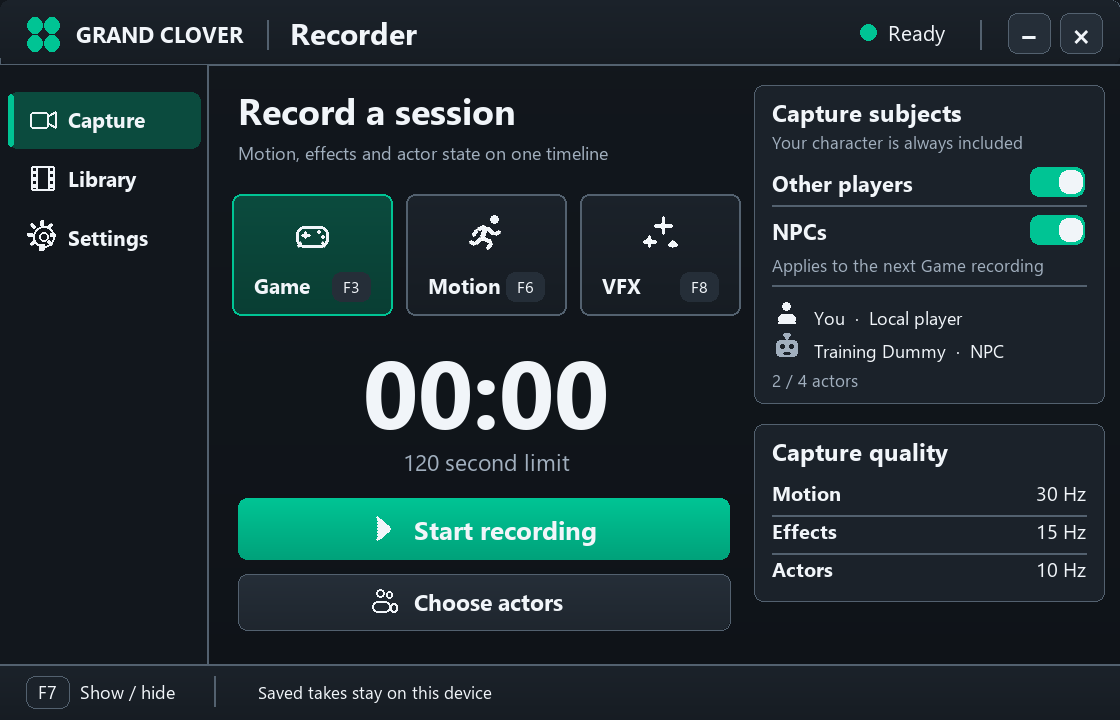 GRAND CLOVER
Recorder
Ready
Capture
Library
Settings
Record a session
Motion, effects and actor state on one timeline
Game F3
Motion F6
VFX F8
00:00
120 second limit
Start recording
Choose actors
Capture subjects
Your character is always included
Other players
NPCs
Applies to the next Game recording
You · Local player
Training Dummy · NPC
2 / 4 actors
Capture quality
Motion 30 Hz
Effects 15 Hz
Actors 10 Hz
F7 Show / hide
Saved takes stay on this device